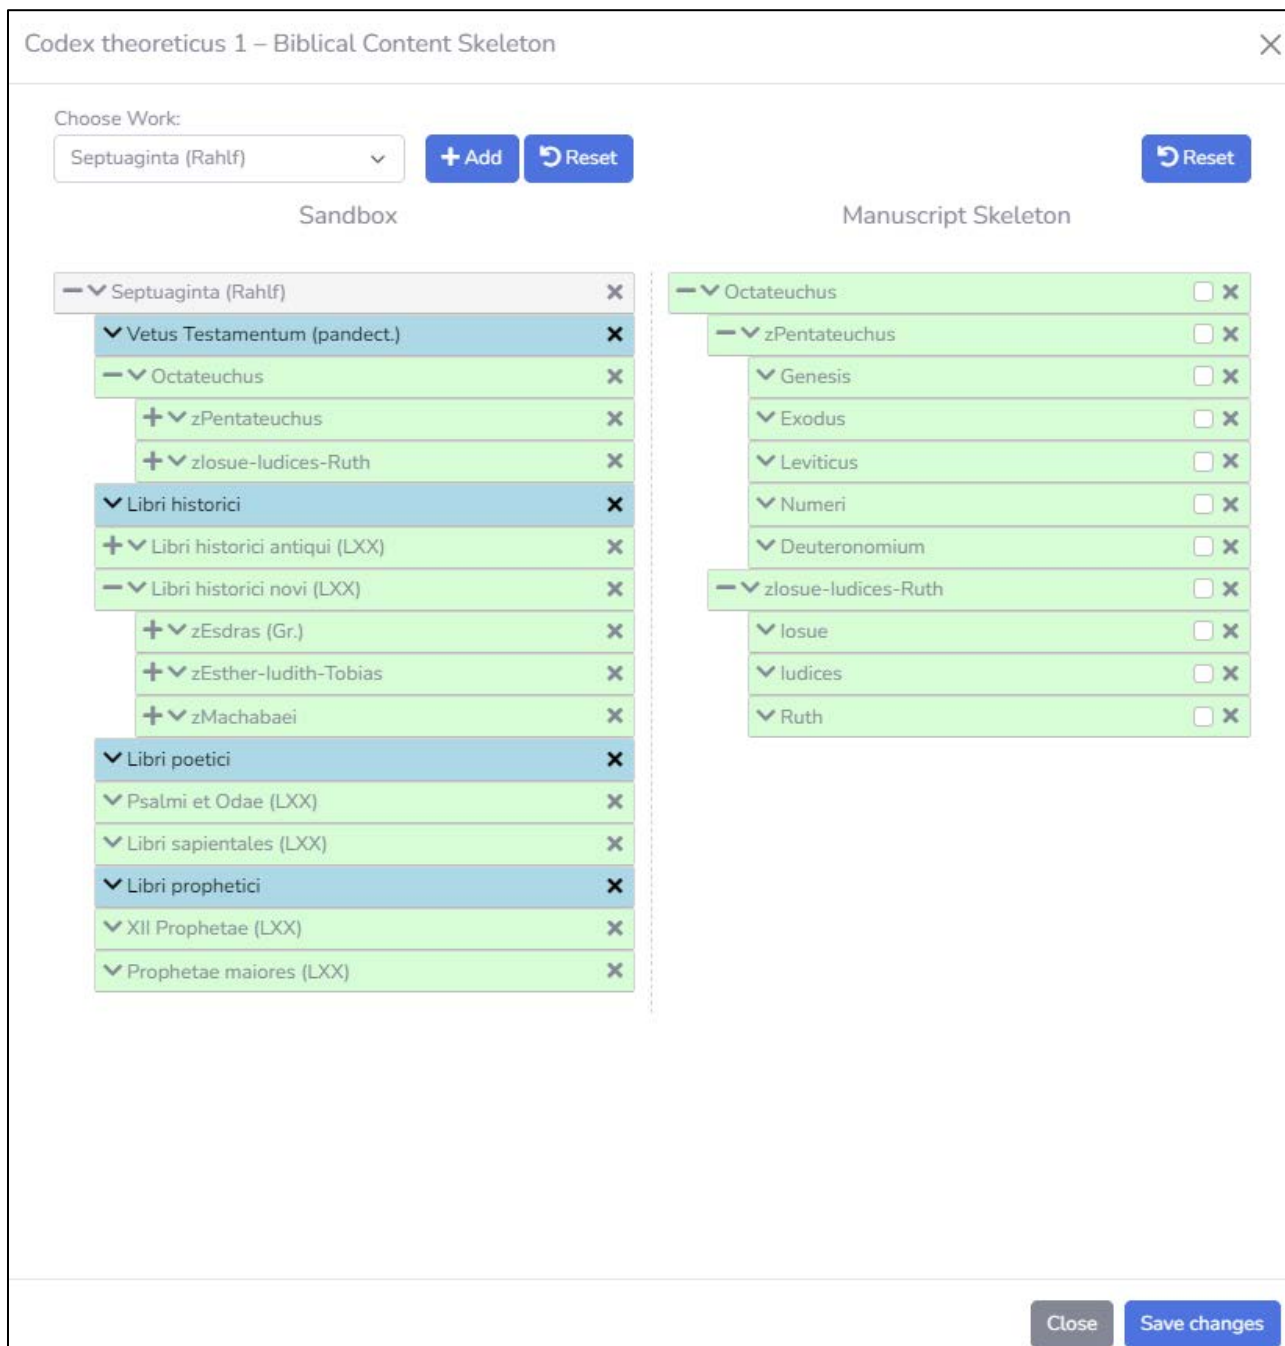 Codex theoreticus 1 – Biblical Content Skeleton
Choose Work:
Septuaginta (Rahlf)
Add
Reset
Reset
Sandbox
Manuscript Skeleton
Septuaginta (Rahlf)
Vetus Testamentum (pandect.)
Octateuchus
zPentateuchus
zIosue-Iudices-Ruth
Libri historici
Libri historici antiqui (LXX)
Libri historici novi (LXX)
zEsdras (Gr.)
zEsther-Iudith-Tobias
zMachabaei
Libri poetici
Psalmi et Odae (LXX)
Libri sapientales (LXX)
Libri prophetici
XII Prophetae (LXX)
Prophetae maiores (LXX)
Octateuchus
zPentateuchus
Genesis
Exodus
Leviticus
Numeri
Deuteronomium
zIosue-Iudices-Ruth
Iosue
Iudices
Ruth
Close
Save changes